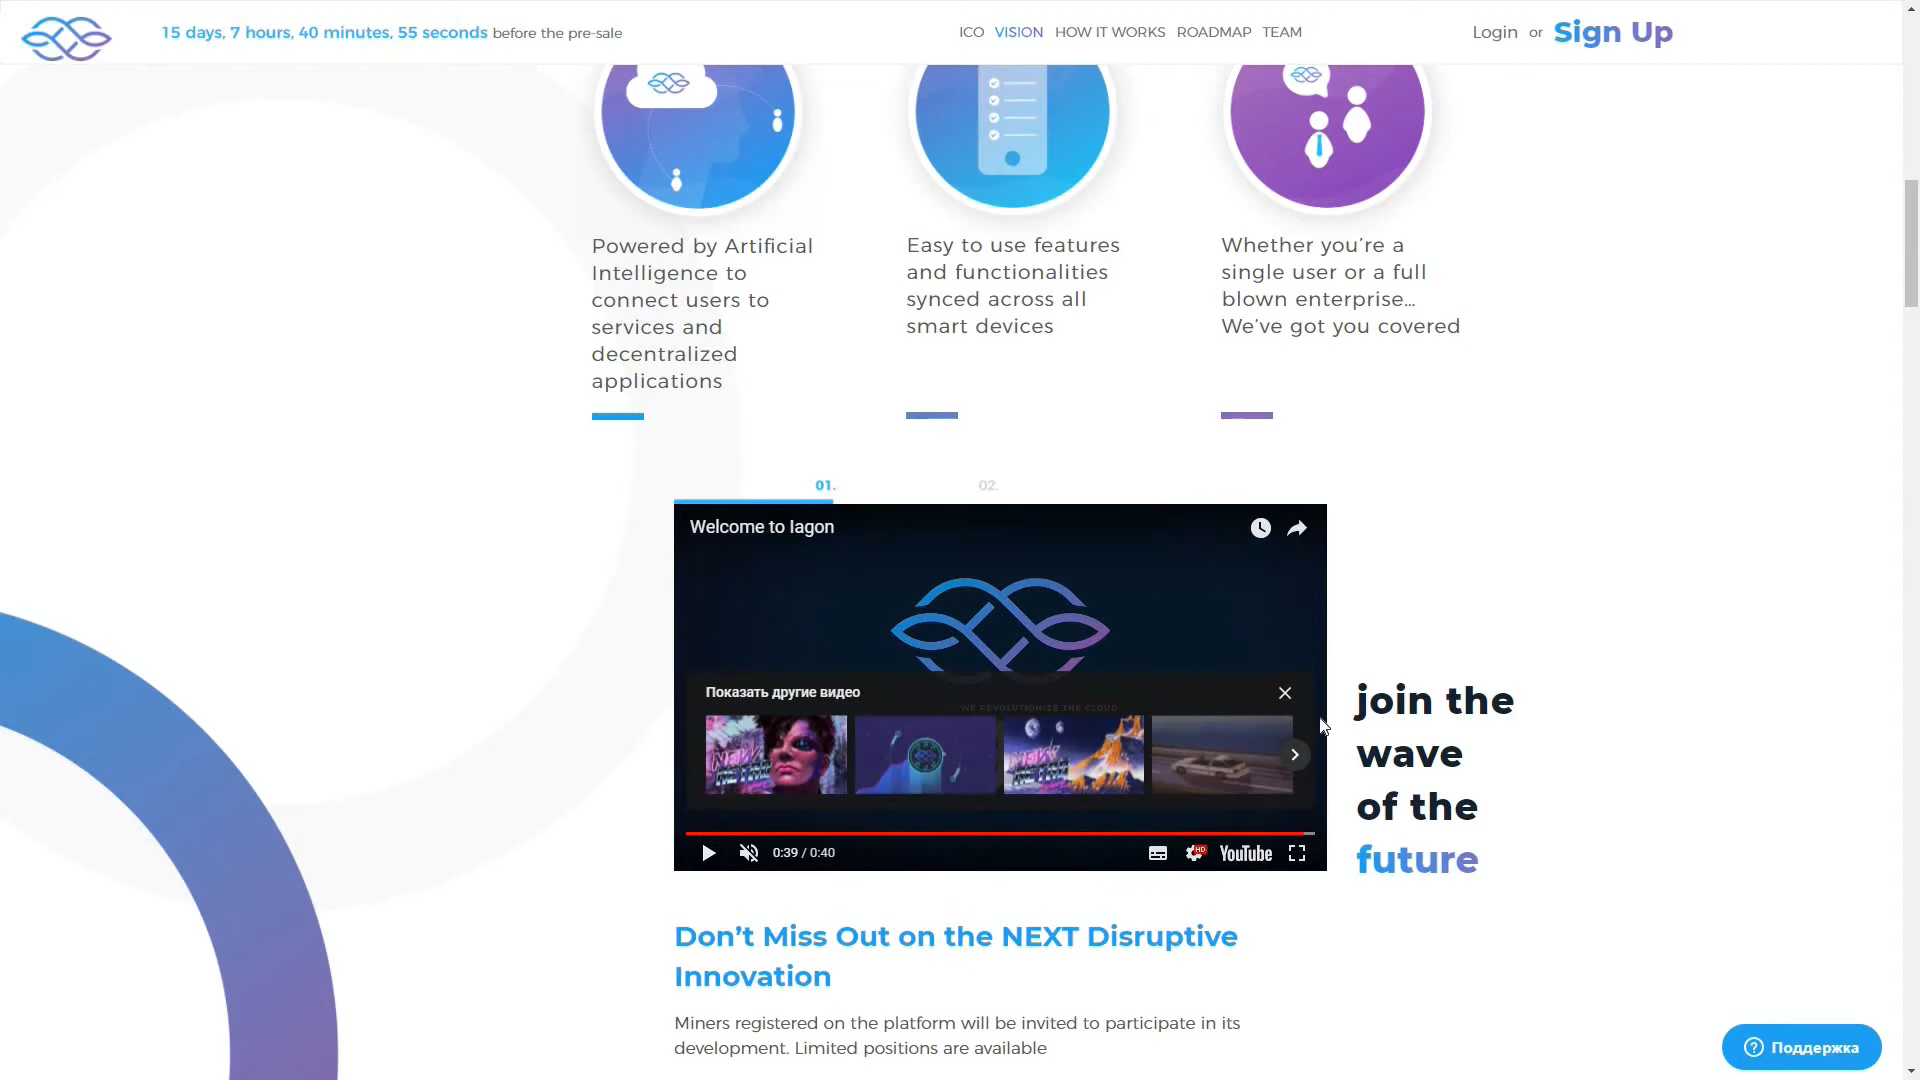 15 days, 7 hours, 40 minutes, 55 seconds before the pre-sale
ICO VISION HOW IT WORKS ROADMAP TEAM
Login or Sign Up
Powered by Artificial
Intelligence to
connect users to
services and
decentralized
applications
Easy to use features
and functionalities
synced across all
smart devices
Whether you’re a
single user or a full
blown enterprise...
We’ve got you covered
01.
02.
Welcome to Iagon
Показать другие видео
WE REVOLUTIONIZE THE CLOUD
NEW
RETRO
NEW
RETRO
0:39 / 0:40
HD
YouTube
join the
wave
of the
future
Don’t Miss Out on the NEXT Disruptive
Innovation
Miners registered on the platform will be invited to participate in its
development. Limited positions are available
Поддержка